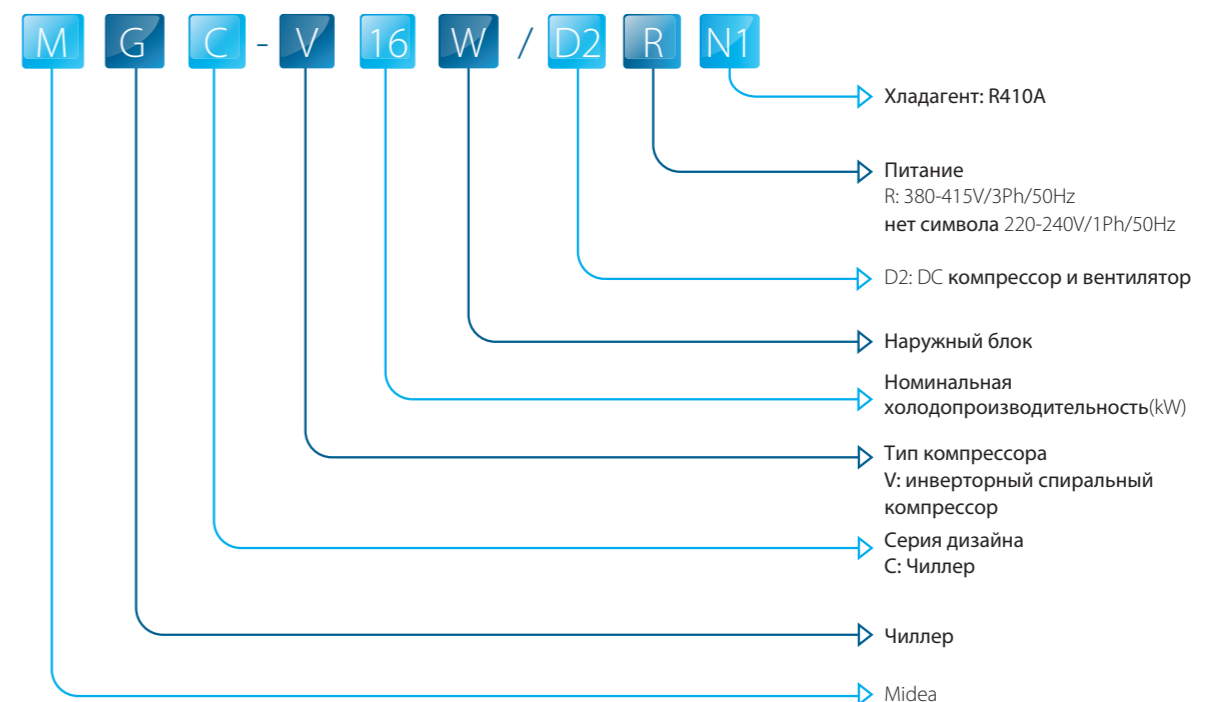 M G C - V 16 W / D2 R N1
Хладагент: R410A
Питание
R: 380-415V/3Ph/50Hz
нет символа 220-240V/1Ph/50Hz
D2: DC компрессор и вентилятор
Наружный блок
Номинальная
холодопроизводительность(kW)
Тип компрессора
V: инверторный спиральный
компрессор
Серия дизайна
C: Чиллер
Чиллер
Midea